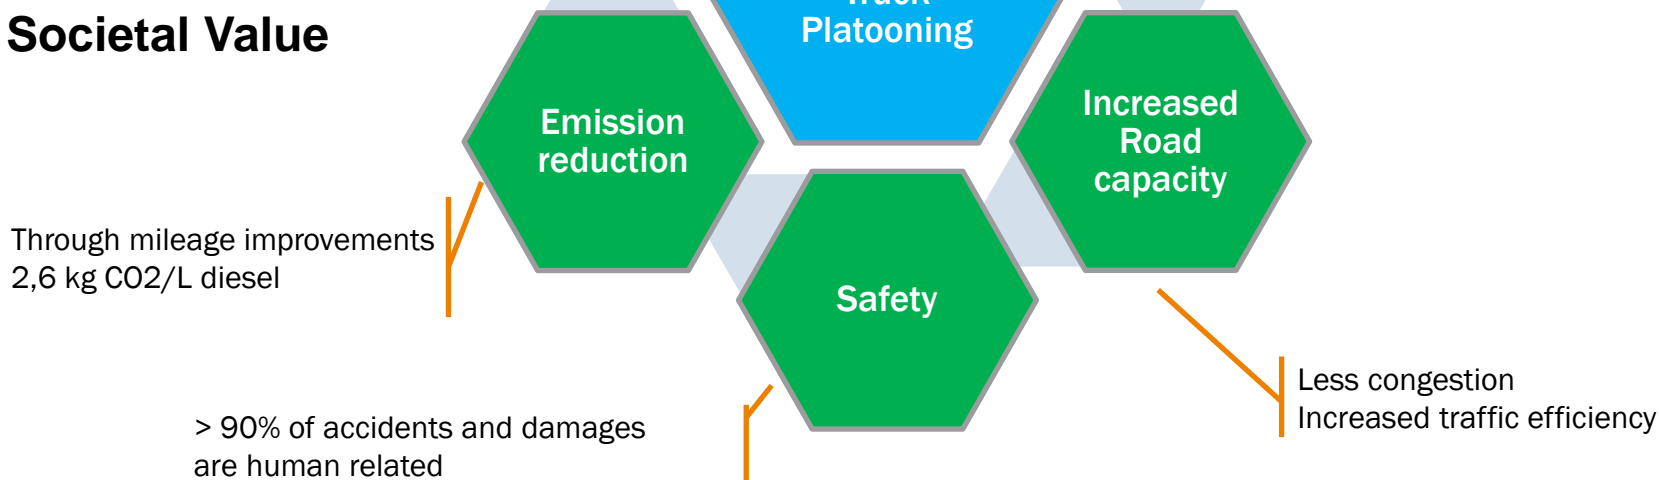 Societal Value
Platooning
Emission
reduction
Increased
Road
capacity
Through mileage improvements
2,6 kg CO2/L diesel
Safety
Less congestion
Increased traffic efficiency
> 90% of accidents and damages
are human related